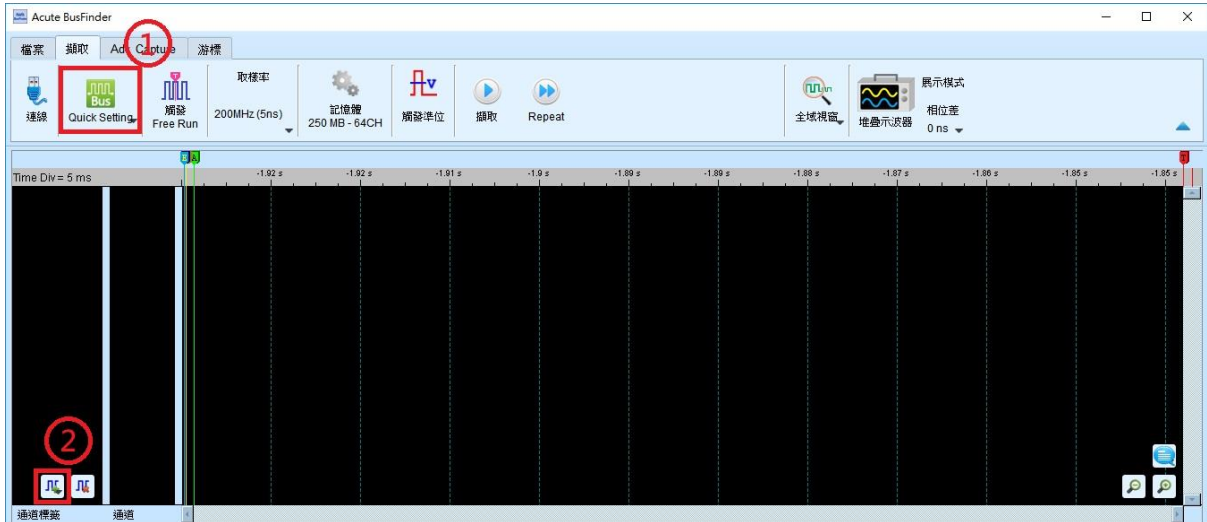 Acute BusFinder
檔案 擷取 Adv Capture 游標
1
連線
Bus
Quick Setting
觸發
Free Run
取樣率
200MHz (5ns)
記憶體
250 MB - 64CH
V
觸發準位
擷取
Repeat
全域視窗
堆疊示波器
展示模式
相位差
0 ns
B A T
Time Div = 5 ms
-1.92 s -1.92 s -1.91 s -1.9 s -1.89 s -1.89 s -1.88 s -1.87 s -1.86 s -1.85 s -1.85 s
2
通道標籤 通道